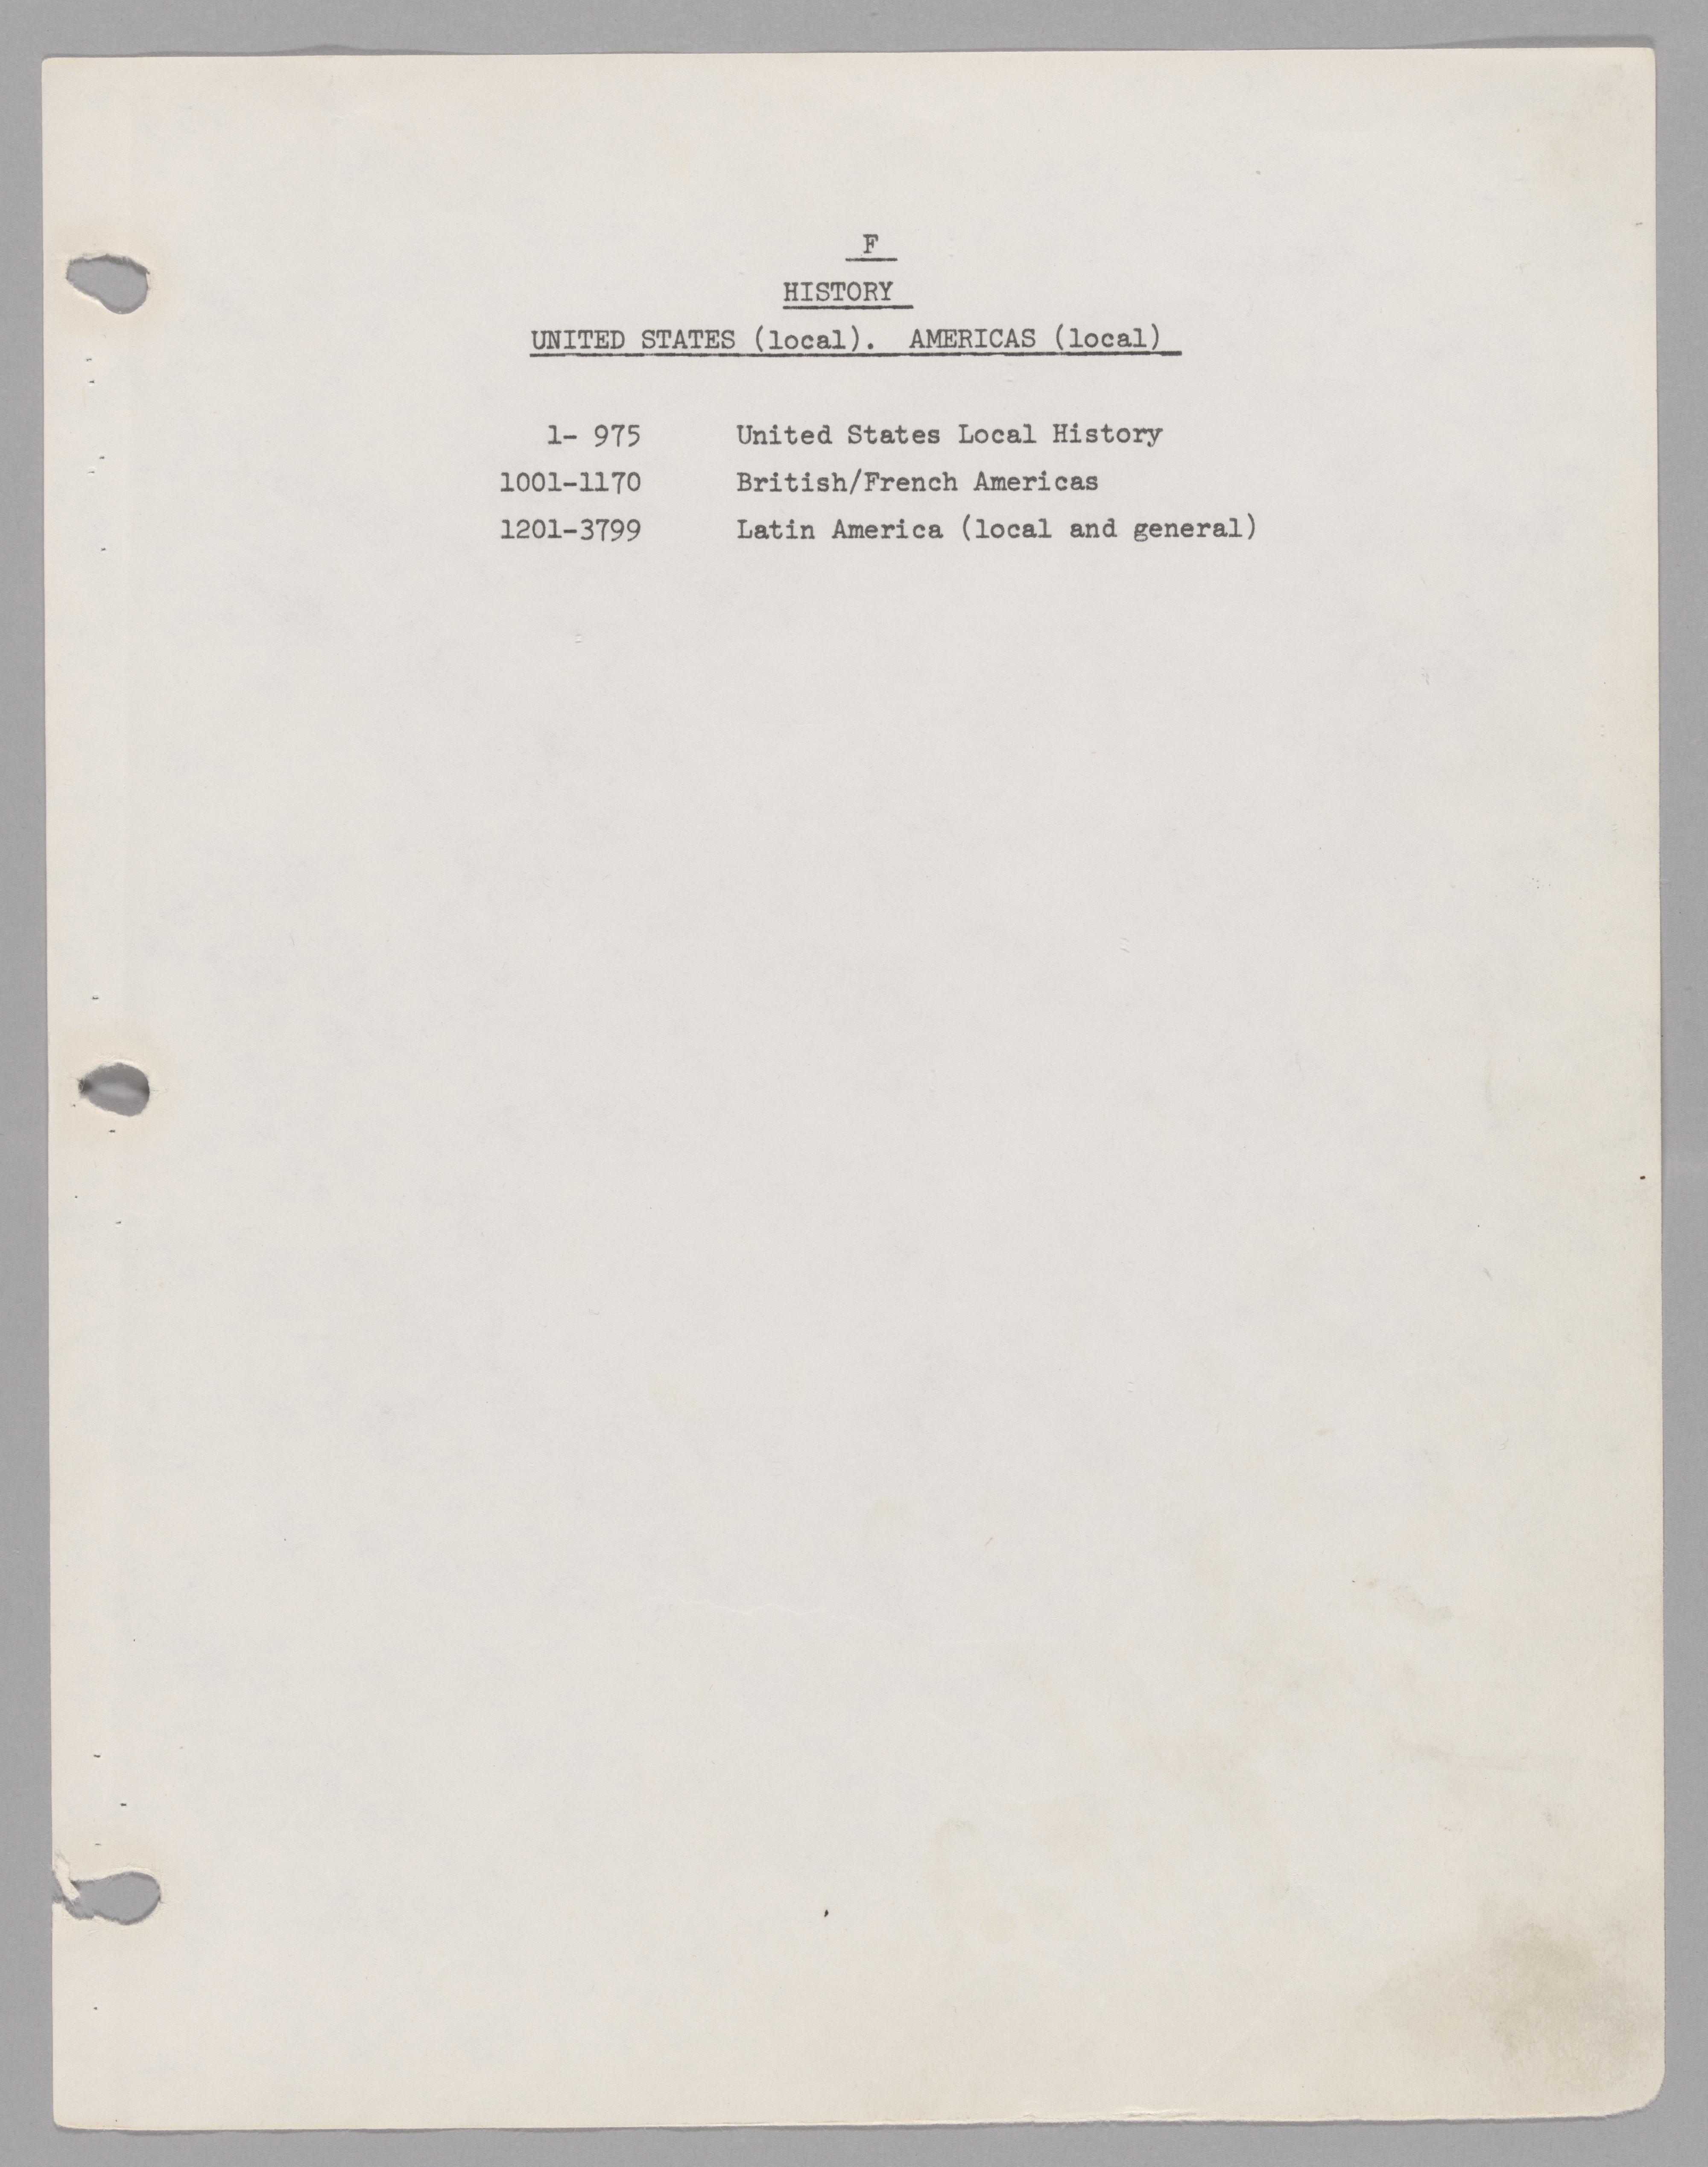 F
HISTORY
UNITED STATES (local). AMERICAS (local)
1- 975 United States Local History
1001-1170 British/French Americas
1201-3799 Latin America (local and general)